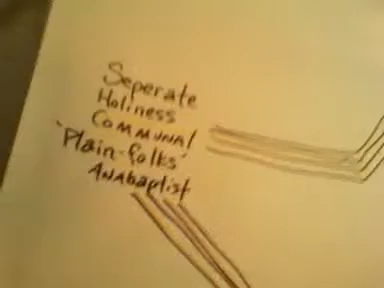 Seperate
Holiness
Communal
"Plain-folks"
Anabaptist